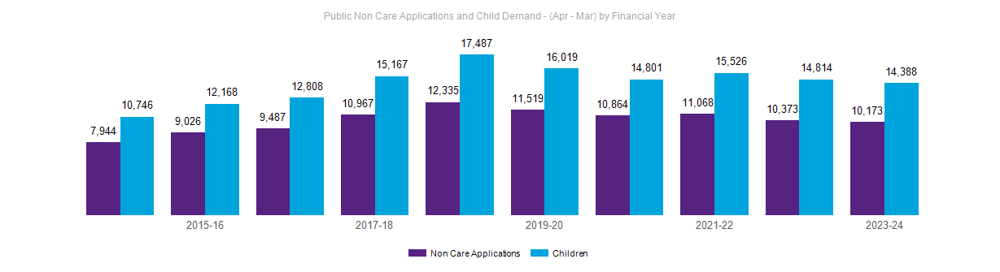 Public Non Care Applications and Child Demand - (Apr - Mar) by Financial Year
7,944 10,746 9,026 12,168 9,487 12,808 10,967 15,167 12,335 17,487 11,519 16,019 10,864 14,801 11,068 15,526 10,373 14,814 10,173 14,388
2015-16 2017-18 2019-20 2021-22 2023-24
Non Care Applications Children